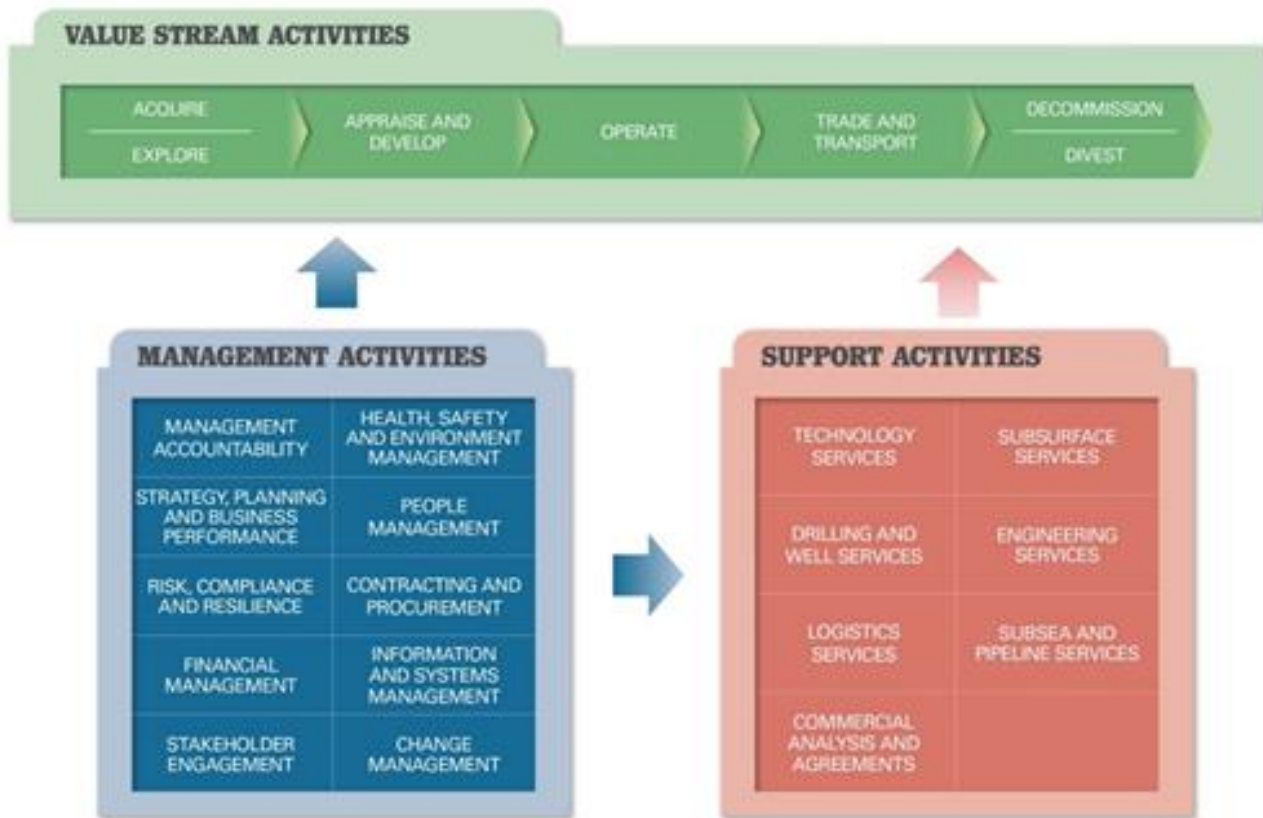 VALUE STREAM ACTIVITIES
ACQUIRE
EXPLORE
APPRAISE AND
DEVELOP
OPERATE
TRADE AND
TRANSPORT
DECOMMISSION
DIVEST
MANAGEMENT ACTIVITIES
MANAGEMENT
ACCOUNTABILITY
HEALTH, SAFETY
AND ENVIRONMENT
MANAGEMENT
STRATEGY, PLANNING
AND BUSINESS
PERFORMANCE
PEOPLE
MANAGEMENT
RISK, COMPLIANCE
AND RESILIENCE
CONTRACTING AND
PROCUREMENT
FINANCIAL
MANAGEMENT
INFORMATION
AND SYSTEMS
MANAGEMENT
STAKEHOLDER
ENGAGEMENT
CHANGE
MANAGEMENT
SUPPORT ACTIVITIES
TECHNOLOGY
SERVICES
SUBSURFACE
SERVICES
DRILLING AND
WELL SERVICES
ENGINEERING
SERVICES
LOGISTICS
SERVICES
SUBSEA AND
PIPELINE SERVICES
COMMERCIAL
ANALYSIS AND
AGREEMENTS